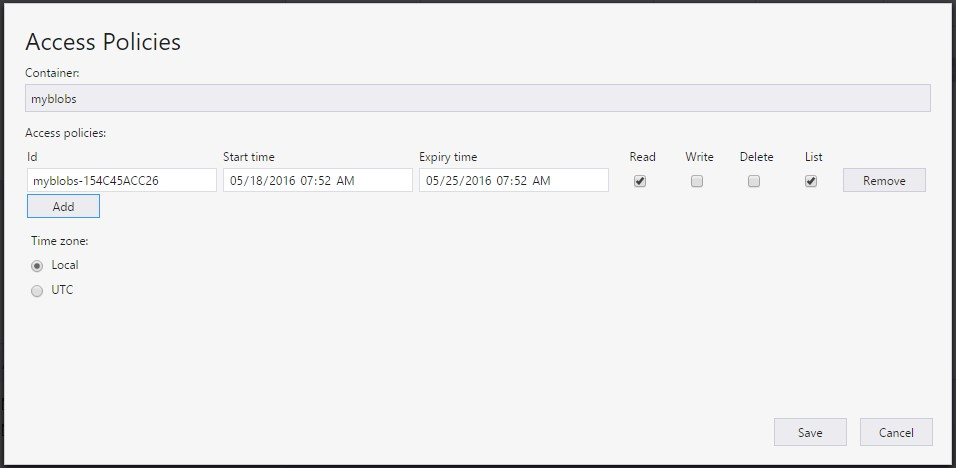 Access Policies
Container:
myblobs
Access policies:
Id Start time Expiry time Read Write Delete List
myblobs-154C45ACC26 05/18/2016 07:52 AM 05/25/2016 07:52 AM Remove
Add
Time zone:
Local
UTC
Save Cancel